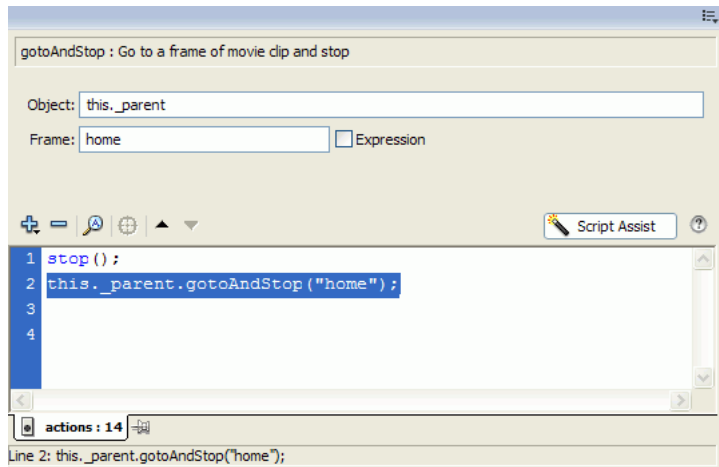 gotoAndStop : Go to a frame of movie clip and stop
Object: this._parent
Frame: home Expression
Script Assist ?
1 stop();
2 this._parent.gotoAndStop("home");
3
4
actions : 14
Line 2: this._parent.gotoAndStop("home");